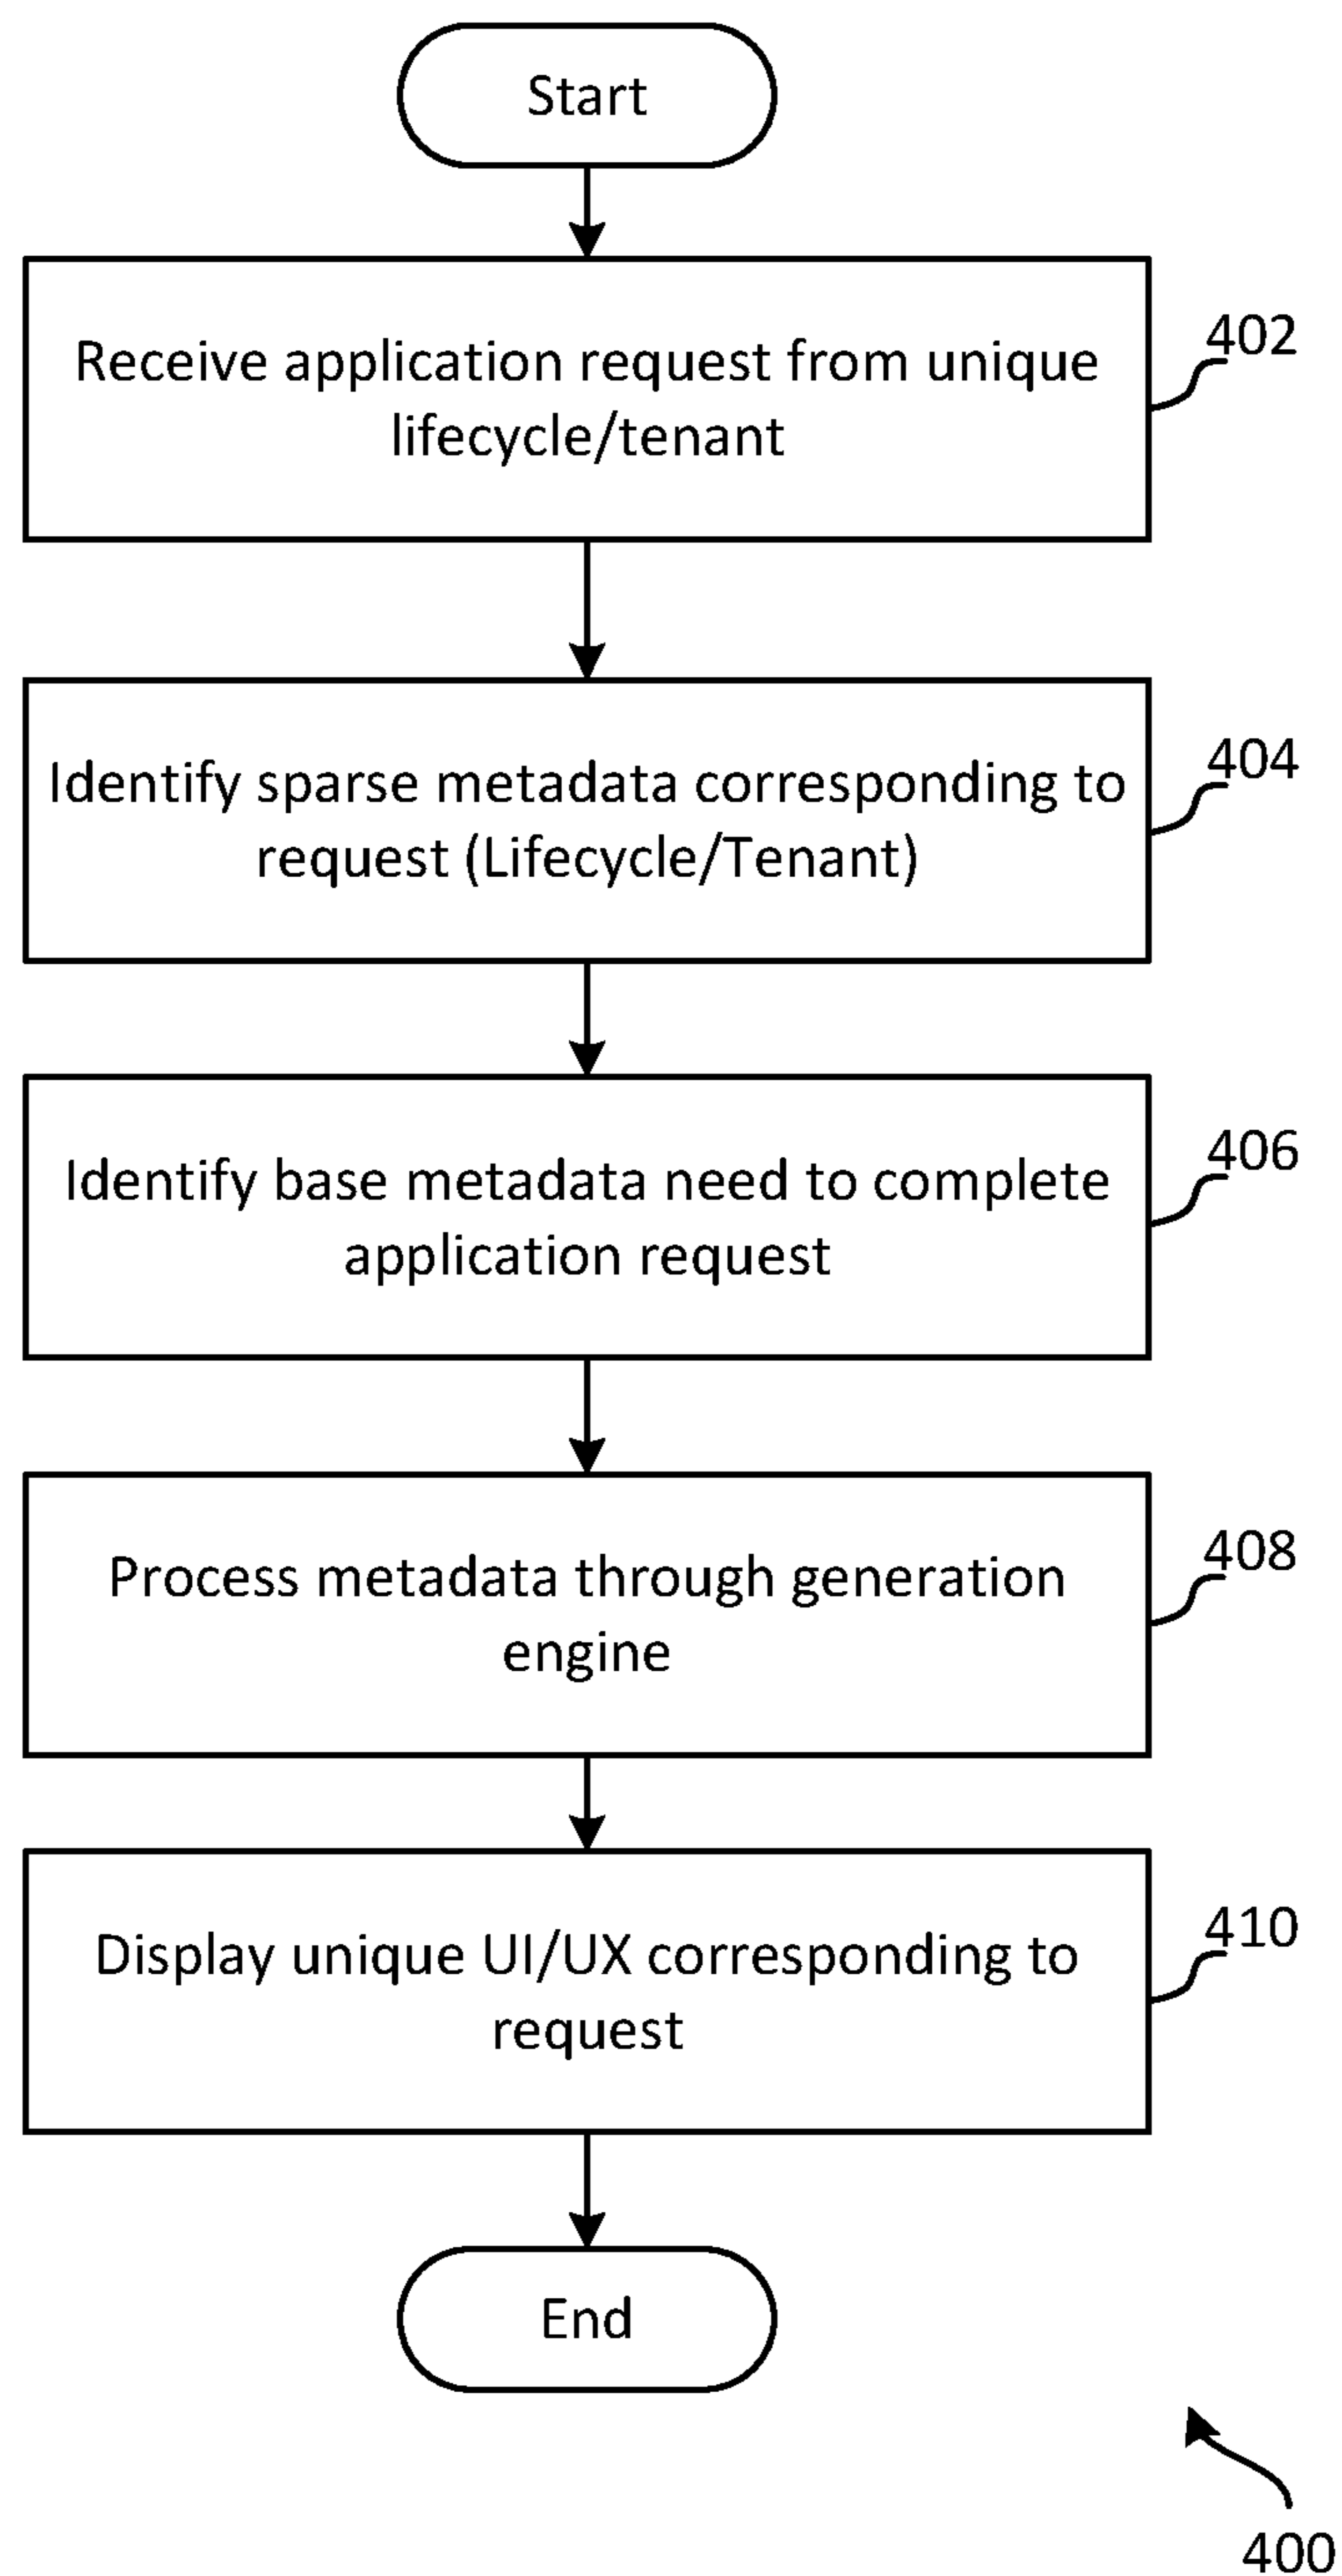 Start
Receive application request from unique
lifecycle/tenant
402
Identify sparse metadata corresponding to
request (Lifecycle/Tenant)
404
Identify base metadata need to complete
application request
406
Process metadata through generation
engine
408
Display unique UI/UX corresponding to
request
410
End
400